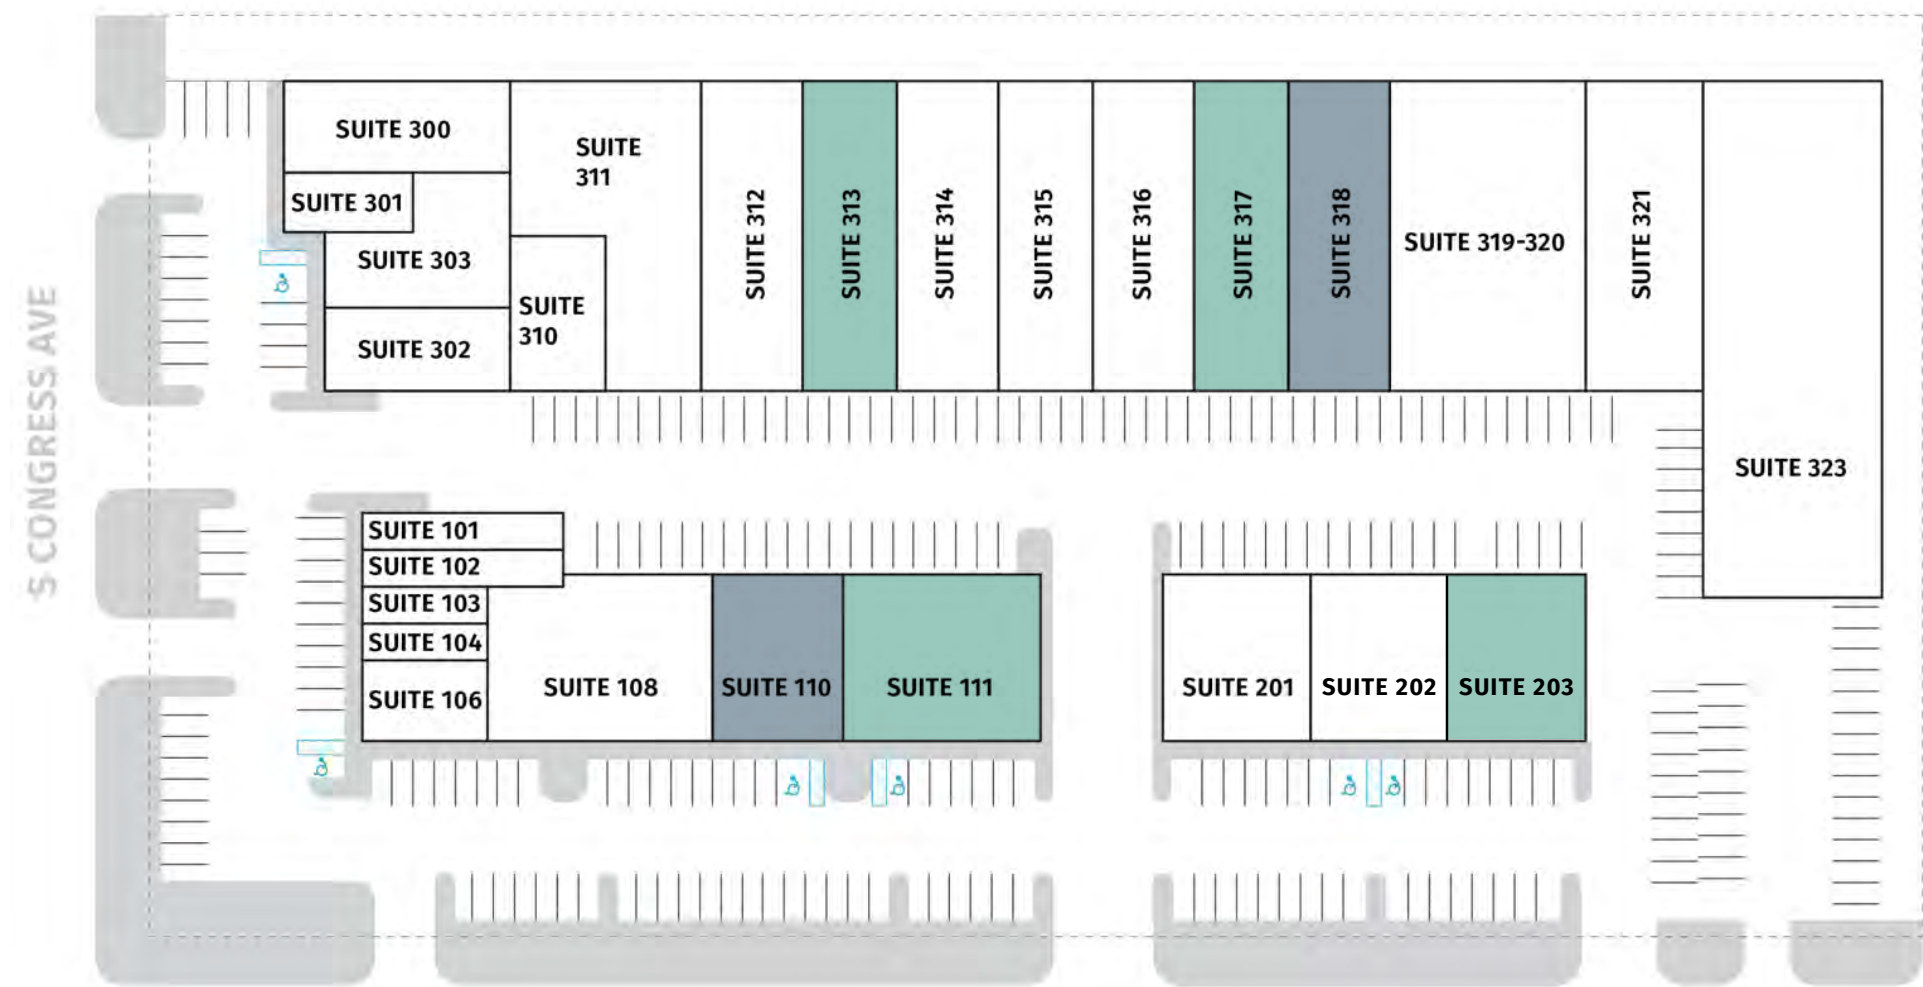 S CONGRESS AVE
SUITE 300
SUITE 301
SUITE 303
SUITE 302
SUITE
311
SUITE
310
SUITE 312
SUITE 313
SUITE 314
SUITE 315
SUITE 316
SUITE 317
SUITE 318
SUITE 319-320
SUITE 321
SUITE 323
SUITE 101
SUITE 102
SUITE 103
SUITE 104
SUITE 106
SUITE 108
SUITE 110
SUITE 111
SUITE 201
SUITE 202
SUITE 203